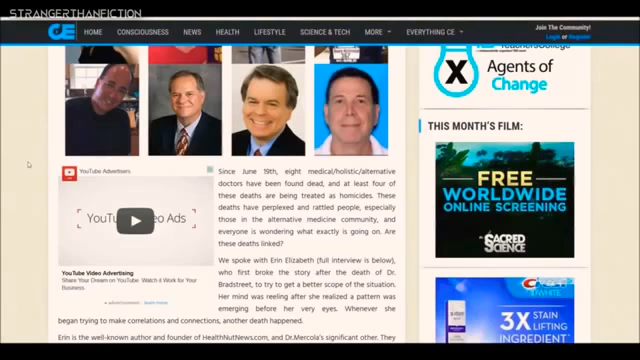 STRANGERTHANFICTION
CE
HOME
CONSCIOUSNESS
NEWS
HEALTH
LIFESTYLE
SCIENCE & TECH
MORE
EVERYTHING CE
Join The Community!
Login or Register
TeachersCollege
X
Agents of
Change
THIS MONTH'S FILM:
FREE
WORLDWIDE
ONLINE SCREENING
SACRED
SCIENCE
3X STAIN
LIFTING
INGREDIENT
YouTube Advertisers
YouTube Video Ads
YouTube Video Advertising
Share Your Dream on YouTube. Watch it Work for Your
Business.
advertisement
learn more
Since June 19th, eight medical/holistic/alternative
doctors have been found dead, and at least four of
these deaths are being treated as homicides. These
deaths have perplexed and rattled people, especially
those in the alternative medicine community, and
everyone is wondering what exactly is going on. Are
these deaths linked?
We spoke with Erin Elizabeth (full interview is below),
who first broke the story after the death of Dr.
Bradstreet, to try to get a better scope of the situation.
Her mind was reeling after she realized a pattern was
emerging before her very eyes. Whenever she
began trying to make correlations and connections, another death happened.
Erin is the well-known author and founder of HealthNutNews.com, and Dr.Mercola's significant other. They